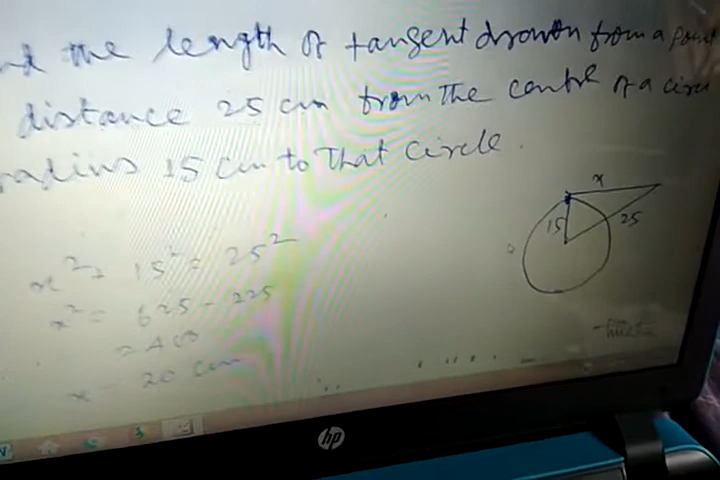 the length of tangent drawn from a point
distance 25 cm from the centre of a circ
radius 15 cm to that circle.
x
15
25
x² + 15² = 25²
x² = 625 - 225
= 400
x = 20 cm
hp